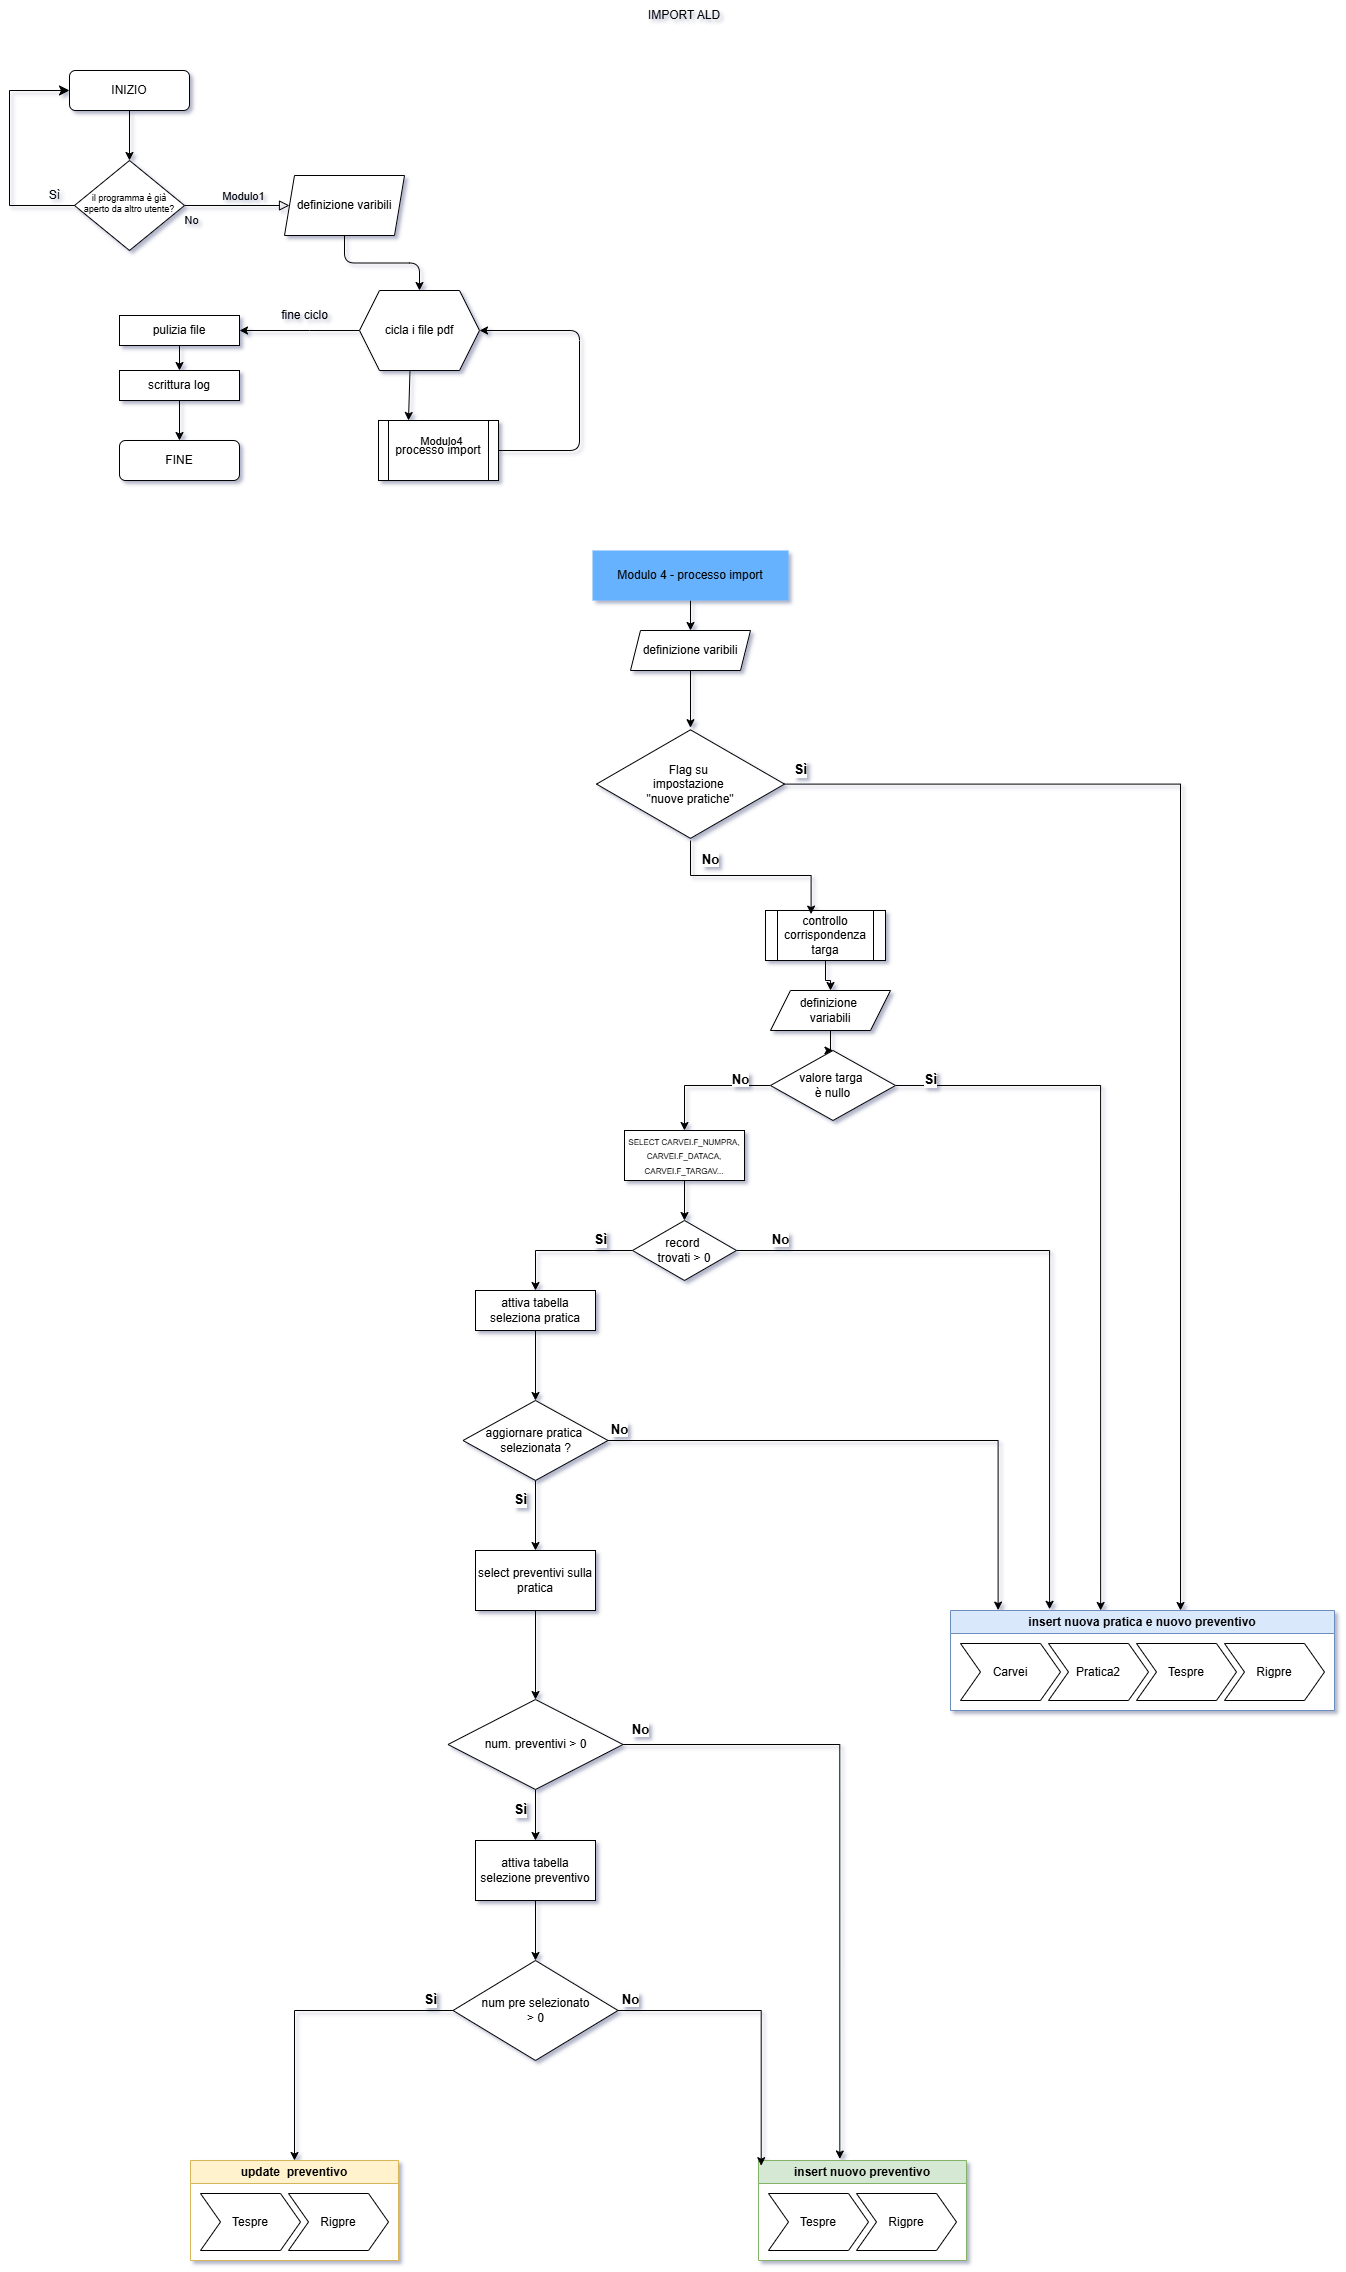 IMPORT ALD
INIZIO
Sì
il programma è già
aperto da altro utente?
No
Modulo1
definizione varibili
cicla i file pdf
fine ciclo
pulizia file
scrittura log
FINE
Modulo4
processo import
Modulo 4 - processo import
definizione varibili
Flag su
impostazione
"nuove pratiche"
Sì
No
controllo
corrispondenza
targa
definizione
variabili
valore targa
è nullo
No
Sì
SELECT CARVEI.F_NUMPRA,
CARVEI.F_DATACA,
CARVEI.F_TARGAV...
record
trovati > 0
Sì
No
attiva tabella
seleziona pratica
aggiornare pratica
selezionata ?
No
Sì
select preventivi sulla
pratica
insert nuova pratica e nuovo preventivo
Carvei
Pratica2
Tespre
Rigpre
num. preventivi > 0
No
Sì
attiva tabella
selezione preventivo
num pre selezionato
> 0
Sì
No
update  preventivo
Tespre
Rigpre
insert nuovo preventivo
Tespre
Rigpre